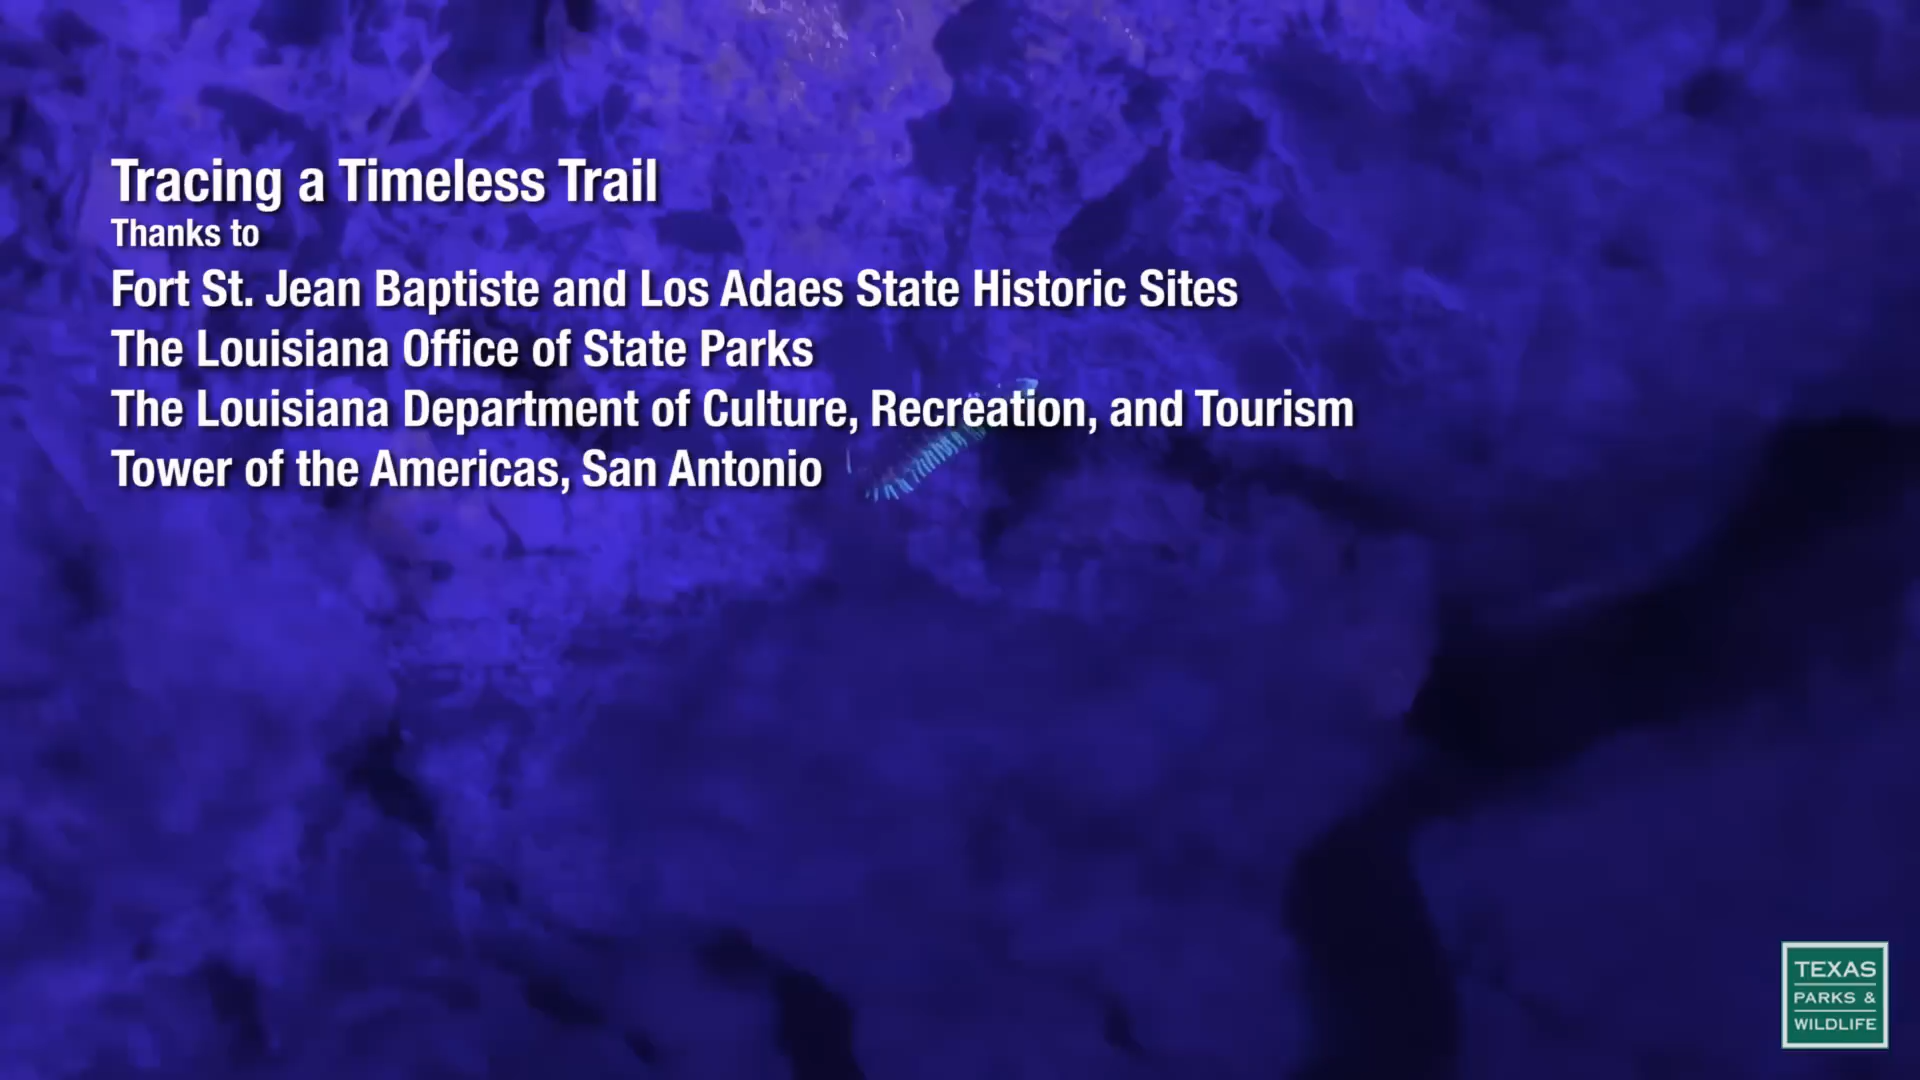 Tracing a Timeless Trail
Thanks to
Fort St. Jean Baptiste and Los Adaes State Historic Sites
The Louisiana Office of State Parks
The Louisiana Department of Culture, Recreation, and Tourism
Tower of the Americas, San Antonio
TEXAS
PARKS &
WILDLIFE